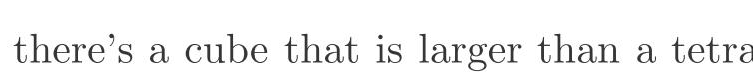 there's a cube that is larger than a tetra